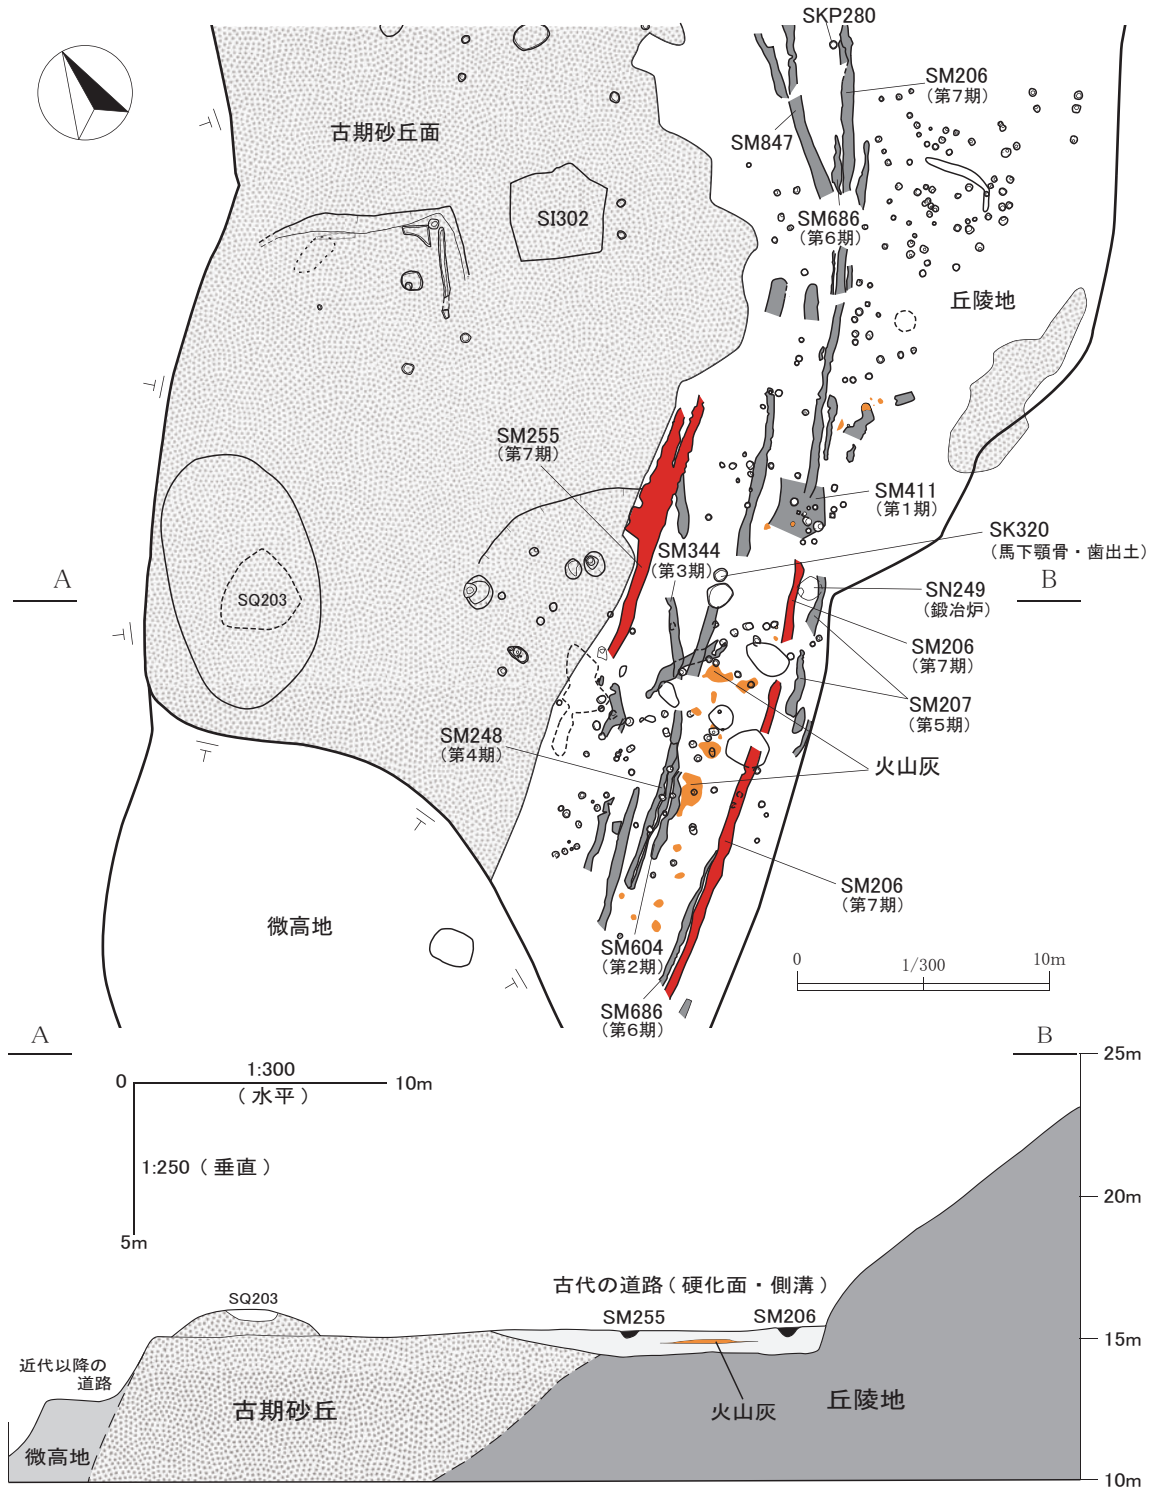 SKP280
SM206
(第7期)
古期砂丘面
SM847
SI302
SM686
(第6期)
丘陵地
SM255
(第7期)
SM411
(第1期)
SK320
(馬下顎骨・歯出土)
SM344
(第3期)
A
B
SQ203
SN249
(鍛冶炉)
SM206
(第7期)
SM207
(第5期)
SM248
(第4期)
火山灰
SM206
(第7期)
微高地
SM604
(第2期)
0
1/300
10m
SM686
(第6期)
A
B
25m
0
1:300
10m
(水平)
1:250(垂直)
20m
5m
古代の道路(硬化面・側溝)
SQ203
SM255
SM206
15m
近代以降の
道路
古期砂丘
火山灰
丘陵地
微高地
10m